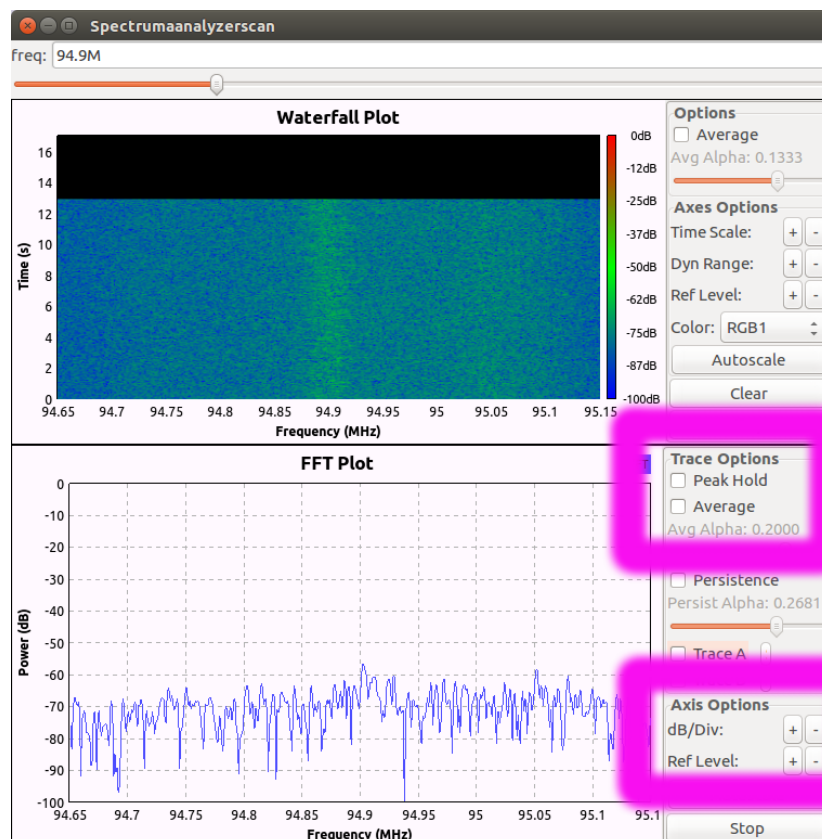 Spectrumaanalyzerscan
freq: 94.9M
Waterfall Plot
Options
Average
Avg Alpha: 0.1333
Axes Options
Time Scale: + -
Dyn Range: + -
Ref Level: + -
Color: RGB1
Autoscale
Clear
0dB
-12dB
-25dB
-37dB
-50dB
-62dB
-75dB
-87dB
-100dB
Time (s)
16
14
12
10
8
6
4
2
0
94.65 94.7 94.75 94.8 94.85 94.9 94.95 95 95.05 95.1 95.15
Frequency (MHz)
FFT Plot
Trace Options
Peak Hold
Average
Avg Alpha: 0.2000
Persistence
Persist Alpha: 0.2681
Trace A
Axis Options
dB/Div: + -
Ref Level: + -
Stop
Power (dB)
0
-10
-20
-30
-40
-50
-60
-70
-80
-90
-100
94.65 94.7 94.75 94.8 94.85 94.9 94.95 95 95.05 95.1
Frequency (MHz)